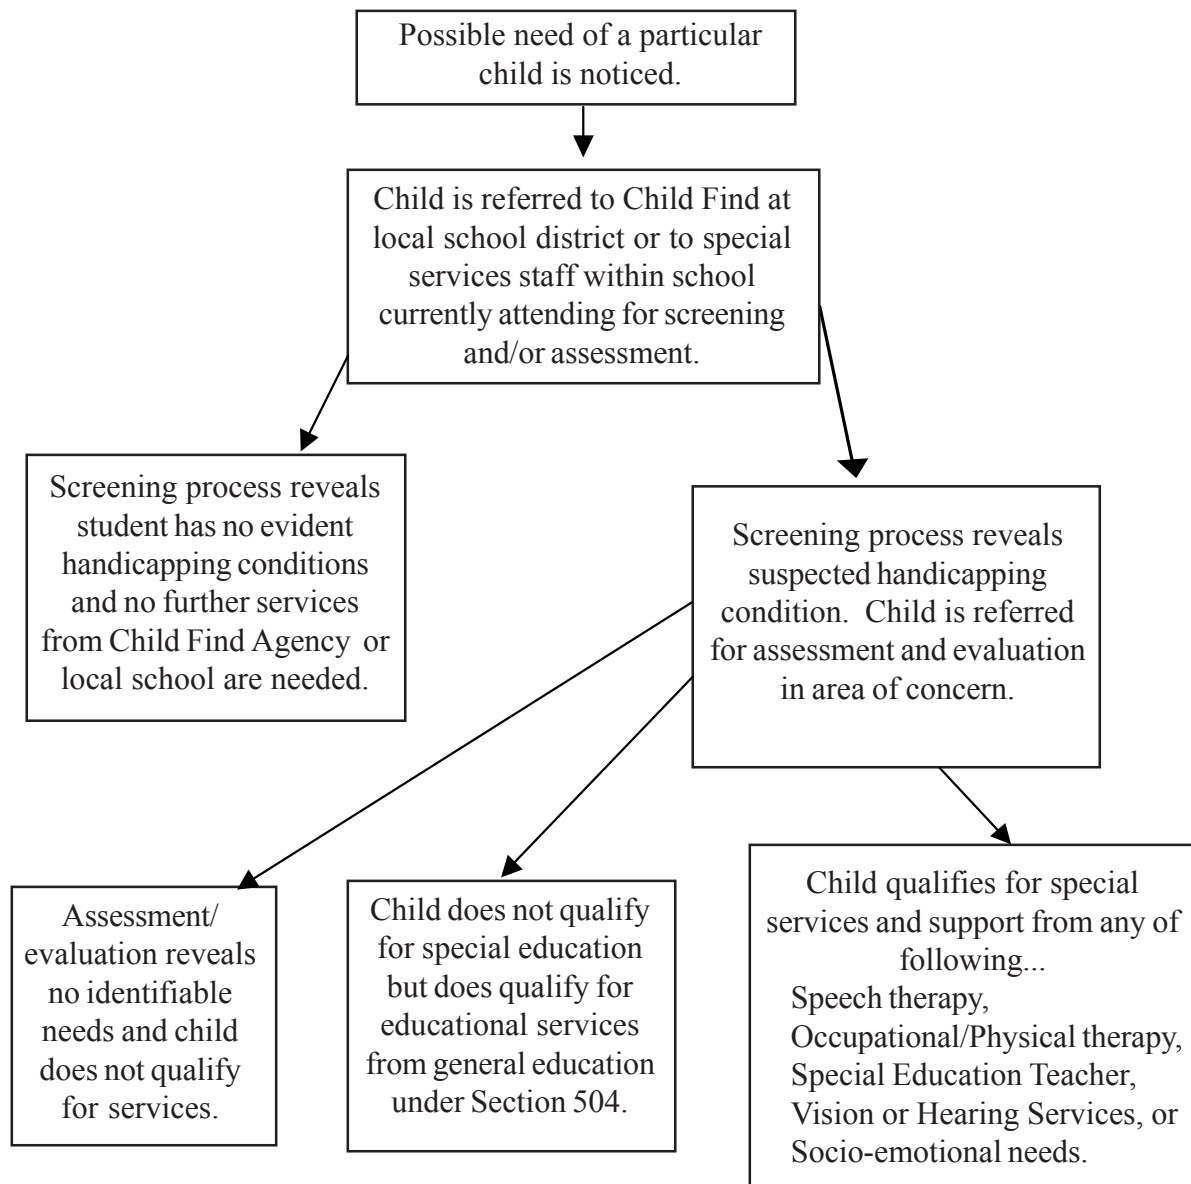 Possible need of a particular
child is noticed.
Child is referred to Child Find at
local school district or to special
services staff within school
currently attending for screening
and/or assessment.
Screening process reveals
student has no evident
handicapping conditions
and no further services
from Child Find Agency or
local school are needed.
Screening process reveals
suspected handicapping
condition.  Child is referred
for assessment and evaluation
in area of concern.
Assessment/
evaluation reveals
no identifiable
needs and child
does not qualify
for services.
Child does not qualify
for special education
but does qualify for
educational services
from general education
under Section 504.
Child qualifies for special
services and support from any of
following...
Speech therapy,
Occupational/Physical therapy,
Special Education Teacher,
Vision or Hearing Services, or
Socio-emotional needs.